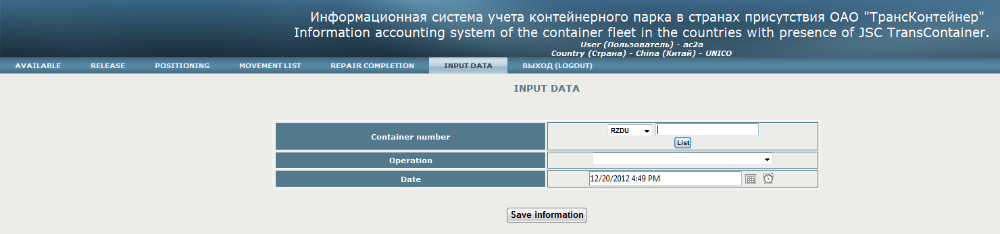 Информационная система учета контейнерного парка в странах присутствия ОАО "ТрансКонтейнер"
Information accounting system of the container fleet in the countries with presence of JSC TransContainer.
User (Пользователь) - ac2a
Country (Страна) - China (Китай) - UNICO
AVAILABLE RELEASE POSITIONING MOVEMENT LIST REPAIR COMPLETION INPUT DATA ВЫХОД (LOGOUT)
INPUT DATA
Container number RZDU
List
Operation
Date 12/20/2012 4:49 PM
Save information